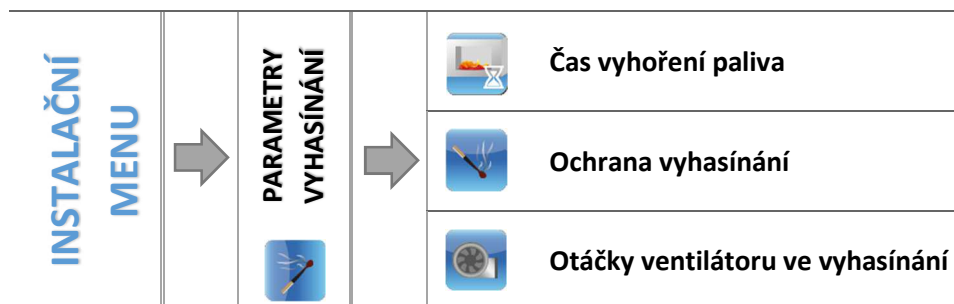 INSTALAČNÍ
MENU
PARAMETRY
VYHASÍNÁNÍ
Čas vyhoření paliva
Ochrana vyhasínání
Otáčky ventilátoru ve vyhasínání